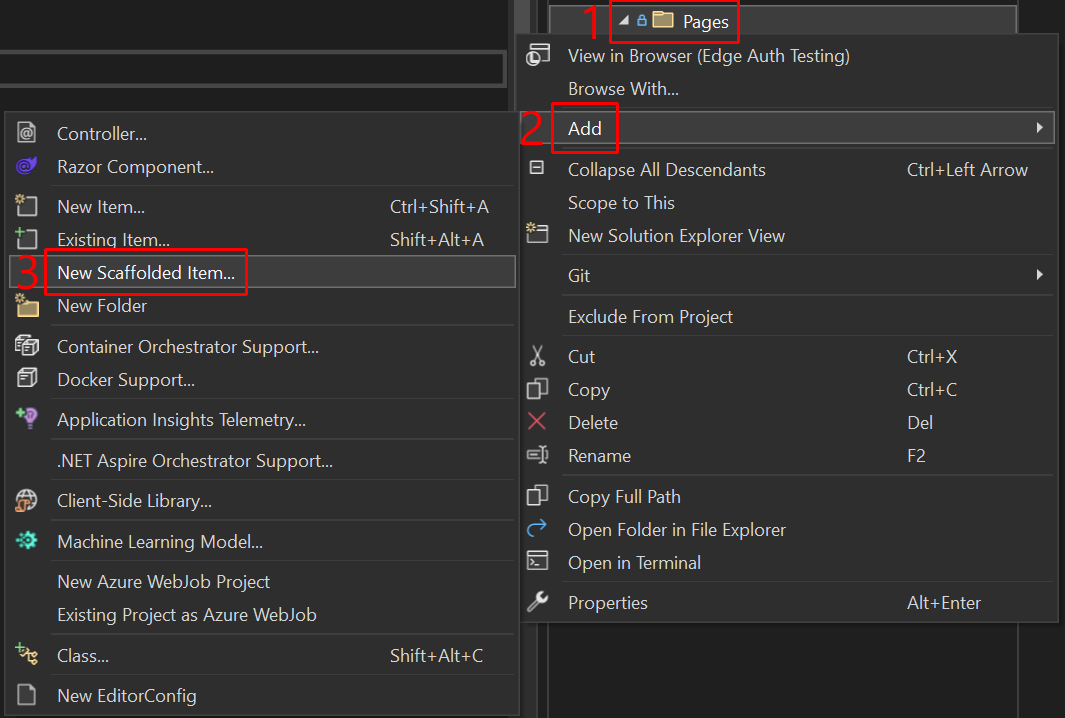 1 Pages
View in Browser (Edge Auth Testing)
Browse With...
2 Add
Collapse All Descendants Ctrl+Left Arrow
Scope to This
New Solution Explorer View
Git
Exclude From Project
Cut Ctrl+X
Copy Ctrl+C
Delete Del
Rename F2
Copy Full Path
Open Folder in File Explorer
Open in Terminal
Properties Alt+Enter
Controller...
Razor Component...
New Item... Ctrl+Shift+A
Existing Item... Shift+Alt+A
3 New Scaffolded Item...
New Folder
Container Orchestrator Support...
Docker Support...
Application Insights Telemetry...
.NET Aspire Orchestrator Support...
Client-Side Library...
Machine Learning Model...
New Azure WebJob Project
Existing Project as Azure WebJob
Class... Shift+Alt+C
New EditorConfig